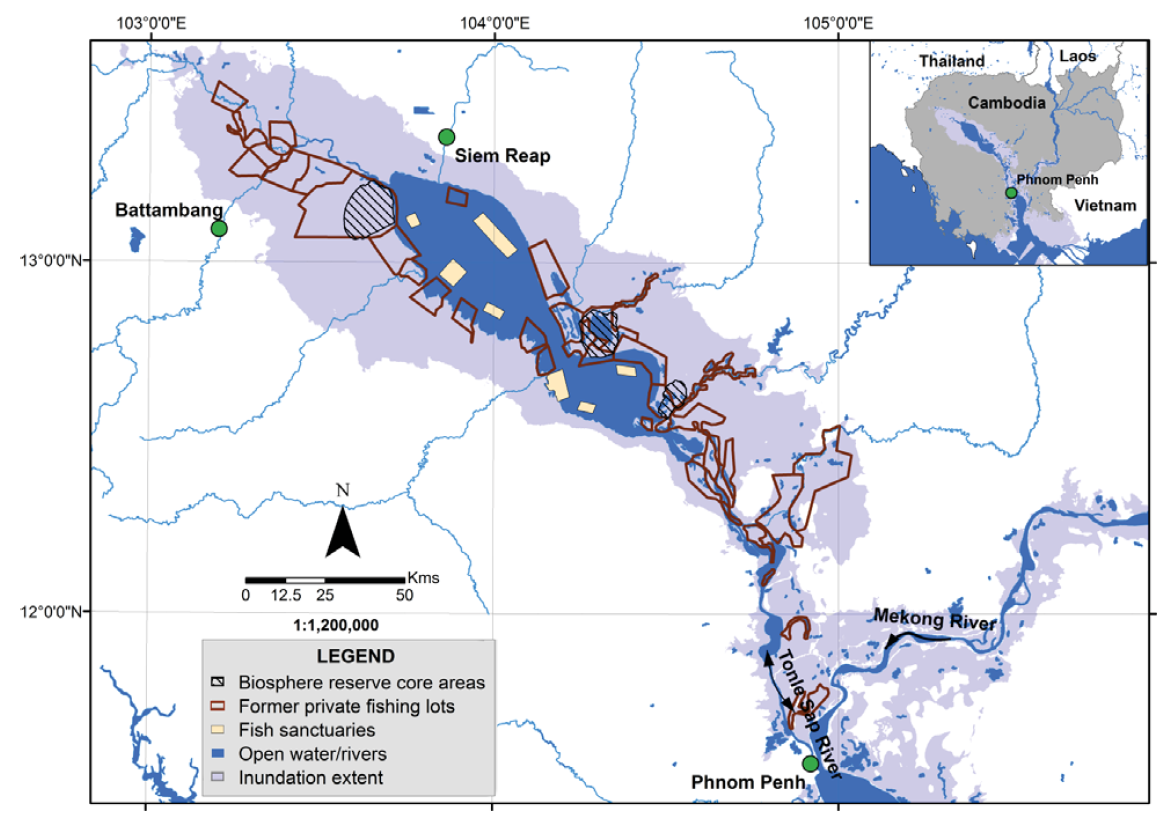 103°0'0"E
104°0'0"E
105°0'0"E
Thailand
Laos
Cambodia
Phnom Penh
Vietnam
Siem Reap
Battambang
13°0'0"N
N
Kms
0 12.5 25 50
12°0'0"N
1:1,200,000
Mekong River
Tonle Sap River
LEGEND
Biosphere reserve core areas
Former private fishing lots
Fish sanctuaries
Open water/rivers
Inundation extent
Phnom Penh